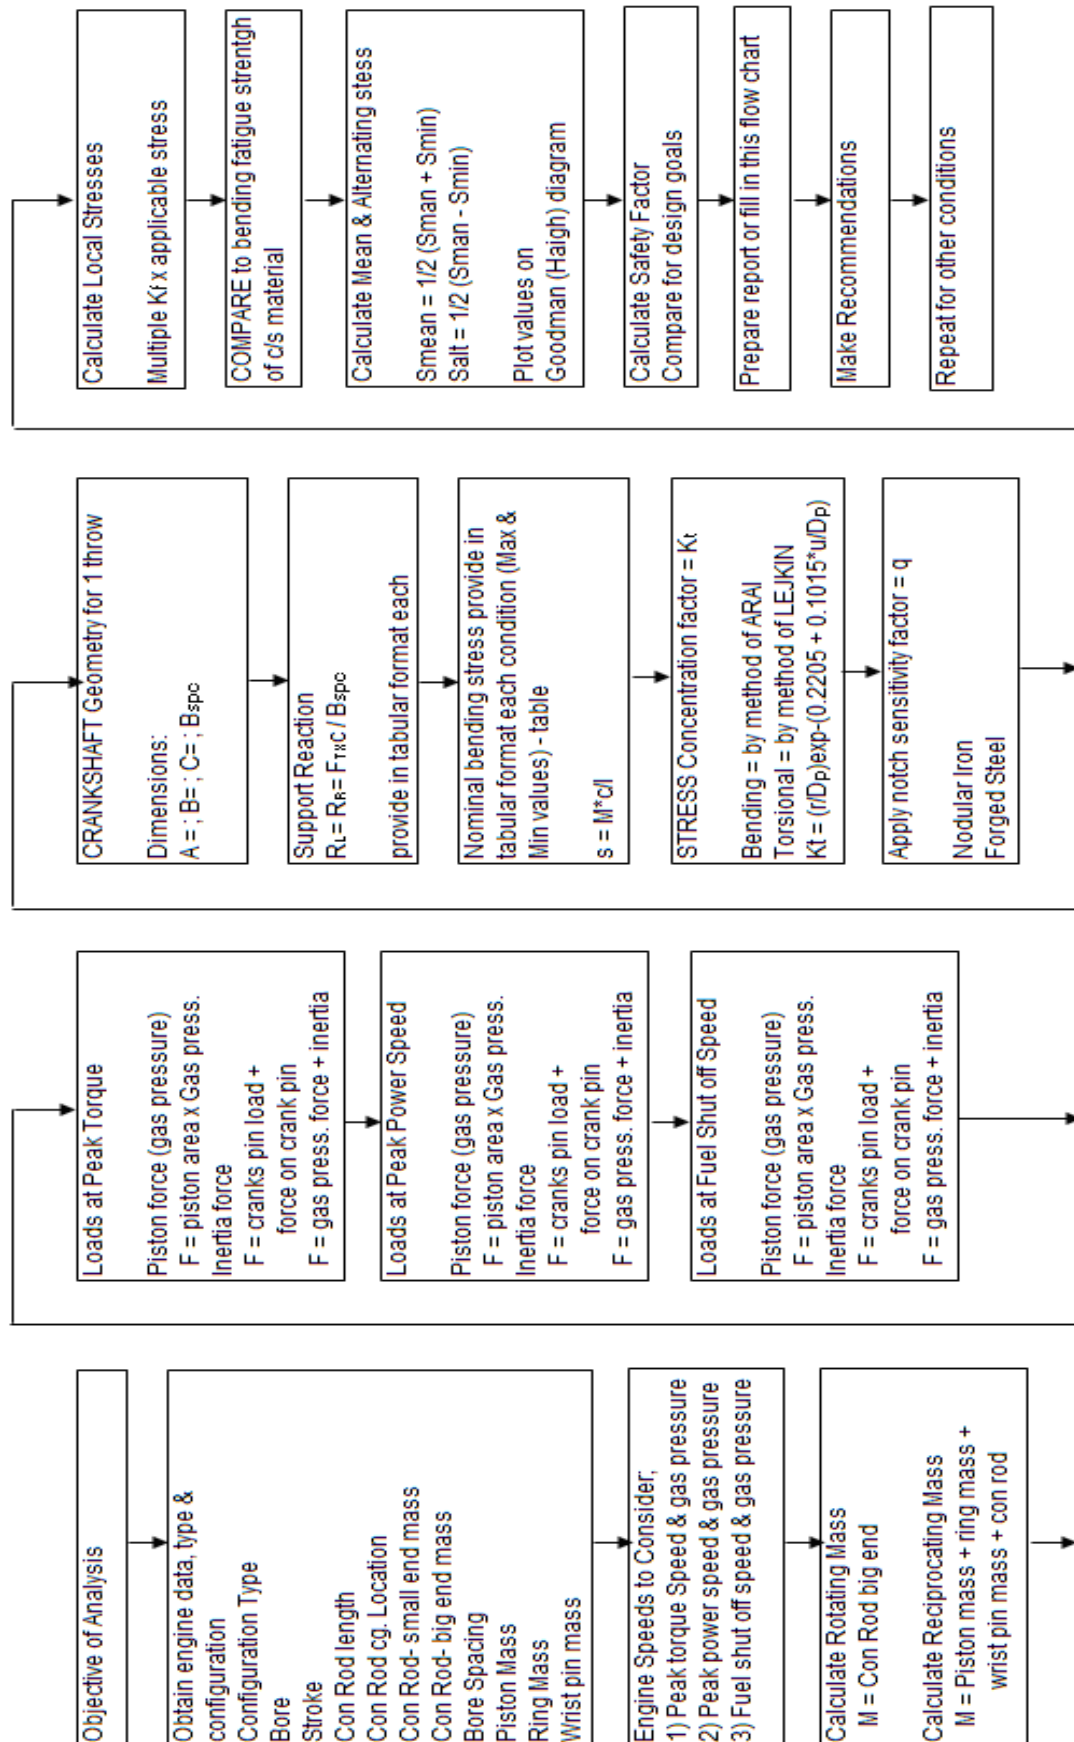 Objective of Analysis
Obtain engine data, type &
configuration
Configuration Type
Bore
Stroke
Con Rod length
Con Rod cg. Location
Con Rod- small end mass
Con Rod- big end mass
Bore Spacing
Piston Mass
Ring Mass
Wrist pin mass
Engine Speeds to Consider;
1) Peak torque Speed & gas pressure
2) Peak power speed & gas pressure
3) Fuel shut off speed & gas pressure
Calculate Rotating Mass
M = Con Rod big end
Calculate Reciprocating Mass
M = Piston mass + ring mass +
wrist pin mass + con rod
Loads at Peak Torque
Piston force (gas pressure)
F = piston area x Gas press.
Inertia force
F = cranks pin load +
force on crank pin
F = gas press. force + inertia
Loads at Peak Power Speed
Piston force (gas pressure)
F = piston area x Gas press.
Inertia force
F = cranks pin load +
force on crank pin
F = gas press. force + inertia
Loads at Fuel Shut off Speed
Piston force (gas pressure)
F = piston area x Gas press.
Inertia force
F = cranks pin load +
force on crank pin
F = gas press. force + inertia
CRANKSHAFT Geometry for 1 throw
Dimensions:
A = ; B= ; C= ; Bspc
Support Reaction
RL= RR= FTXC / Bspc
provide in tabular format each
Nominal bending stress provide in
tabular format each condition (Max &
Min values) - table
s = M*c/I
STRESS Concentration factor = Kt
Bending = by method of ARAI
Torsional = by method of LEJKIN
Kt = (r/Dp)exp-(0.2205 + 0.1015*u/Dp)
Apply notch sensitivity factor = q
Nodular Iron
Forged Steel
Calculate Local Stresses
Multiple Kf x applicable stress
COMPARE to bending fatigue strentgh
of c/s material
Calculate Mean & Alternating stess
Smean = 1/2 (Sman + Smin)
Salt = 1/2 (Sman - Smin)
Plot values on
Goodman (Haigh) diagram
Calculate Safety Factor
Compare for design goals
Prepare report or fill in this flow chart
Make Recommendations
Repeat for other conditions